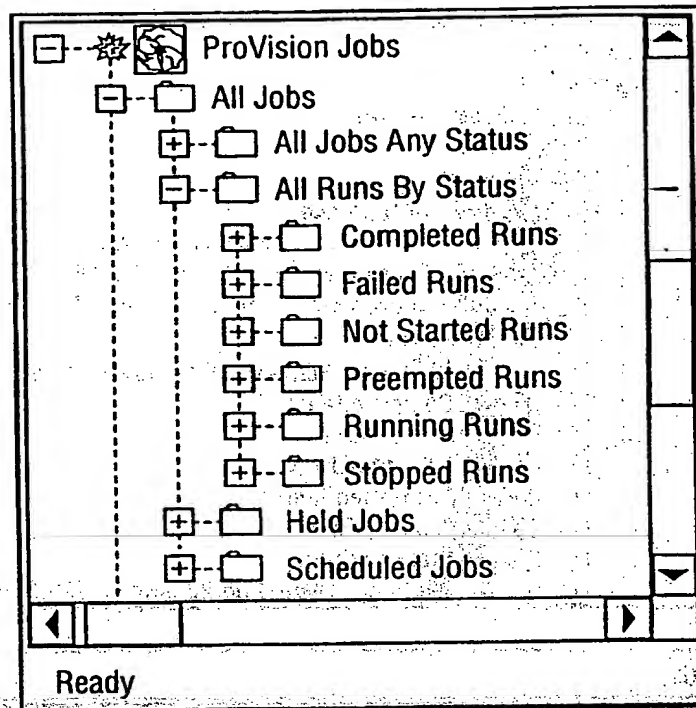 ProVision Jobs
All Jobs
All Jobs Any Status
All Runs By Status
Completed Runs
Failed Runs
Not Started Runs
Preempted Runs
Running Runs
Stopped Runs
Held Jobs
Scheduled Jobs
Ready